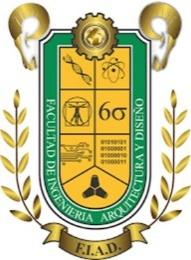 FACULTAD DE INGENIERIA ARQUITECTURA Y DISEÑO
6σ
01010101
01000001
01000010
01000011
F.I.A.D.